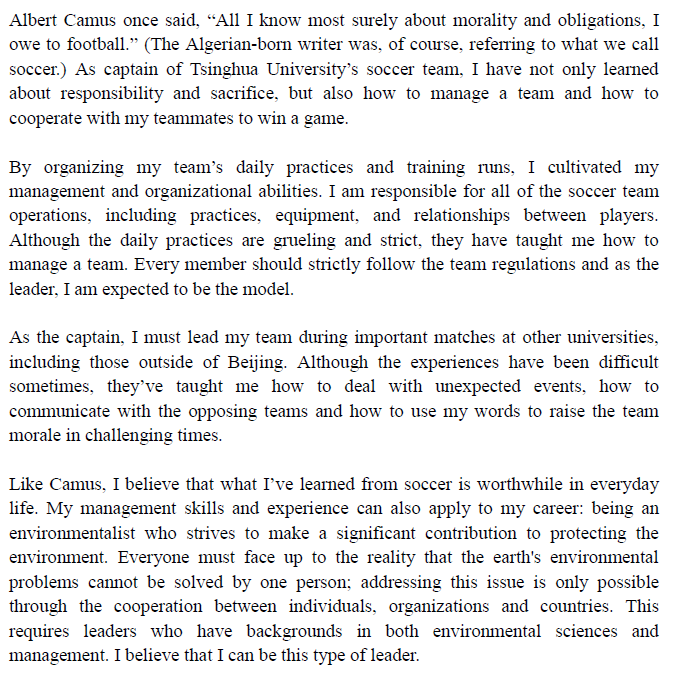 Albert Camus once said, “All I know most surely about morality and obligations, I
owe to football.” (The Algerian-born writer was, of course, referring to what we call
soccer.) As captain of Tsinghua University’s soccer team, I have not only learned
about responsibility and sacrifice, but also how to manage a team and how to
cooperate with my teammates to win a game.
By organizing my team’s daily practices and training runs, I cultivated my
management and organizational abilities. I am responsible for all of the soccer team
operations, including practices, equipment, and relationships between players.
Although the daily practices are grueling and strict, they have taught me how to
manage a team. Every member should strictly follow the team regulations and as the
leader, I am expected to be the model.
As the captain, I must lead my team during important matches at other universities,
including those outside of Beijing. Although the experiences have been difficult
sometimes, they’ve taught me how to deal with unexpected events, how to
communicate with the opposing teams and how to use my words to raise the team
morale in challenging times.
Like Camus, I believe that what I’ve learned from soccer is worthwhile in everyday
life. My management skills and experience can also apply to my career: being an
environmentalist who strives to make a significant contribution to protecting the
environment. Everyone must face up to the reality that the earth's environmental
problems cannot be solved by one person; addressing this issue is only possible
through the cooperation between individuals, organizations and countries. This
requires leaders who have backgrounds in both environmental sciences and
management. I believe that I can be this type of leader.